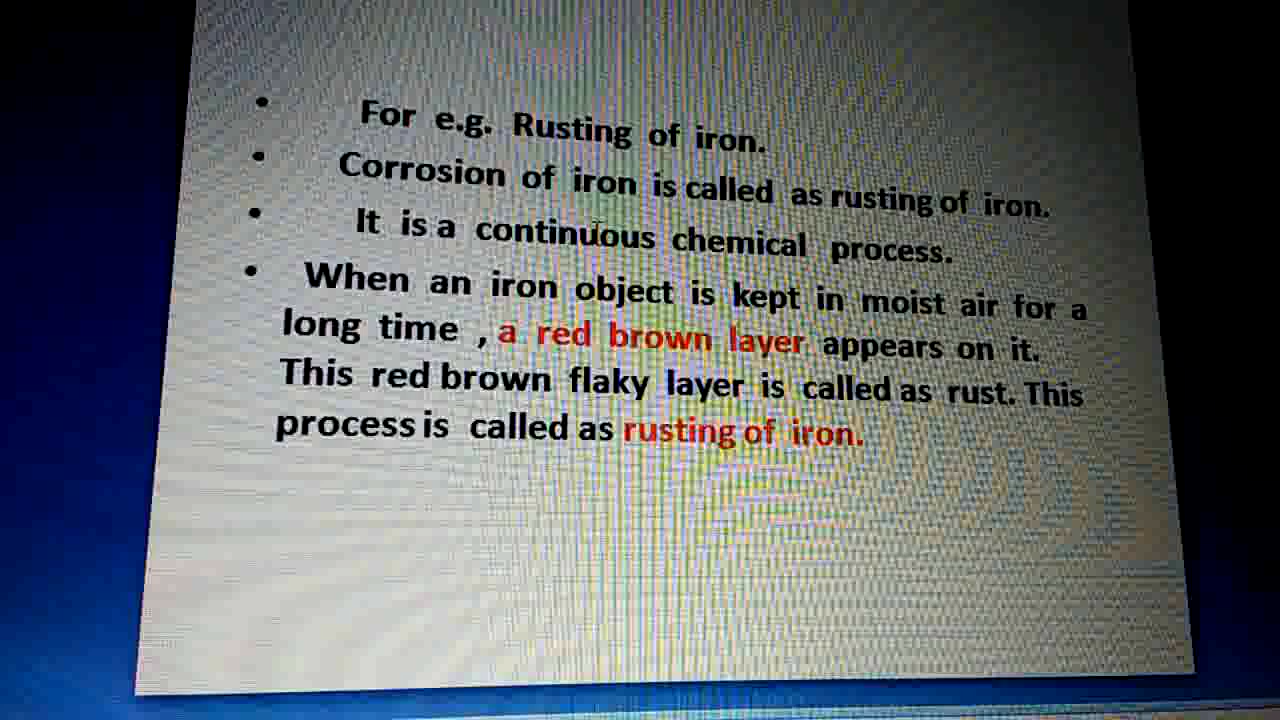 • For e.g. Rusting of iron.
• Corrosion of iron is called as rusting of iron.
• It is a continuous chemical process.
• When an iron object is kept in moist air for a
long time , a red brown layer appears on it.
This red brown flaky layer is called as rust. This
process is called as rusting of iron.